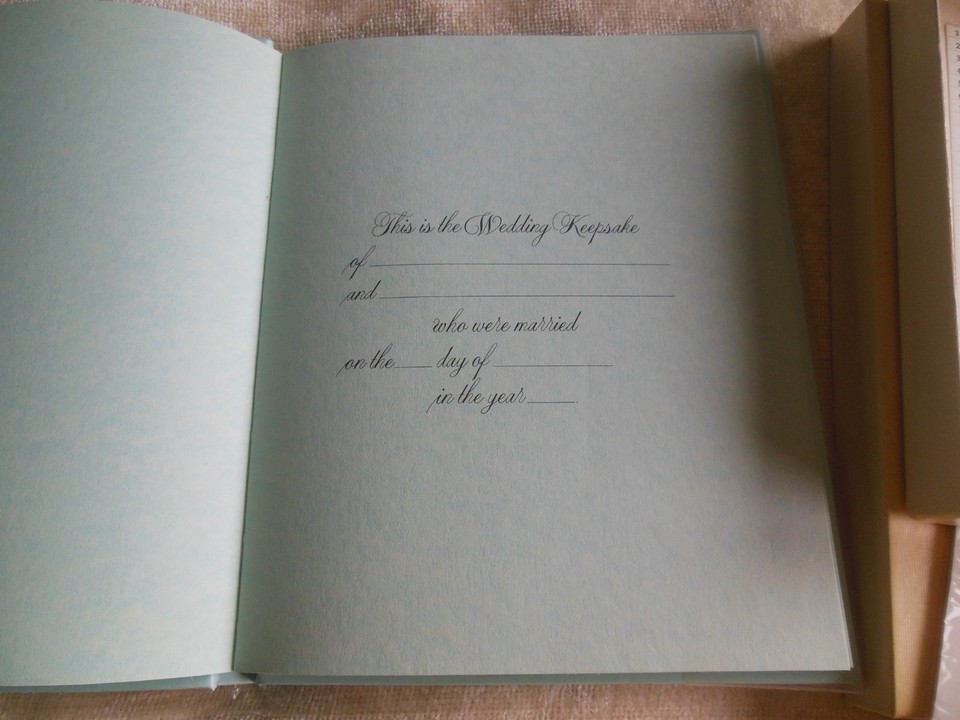 This is the Wedding Keepsake
of
and
who were married
on the day of
in the year .